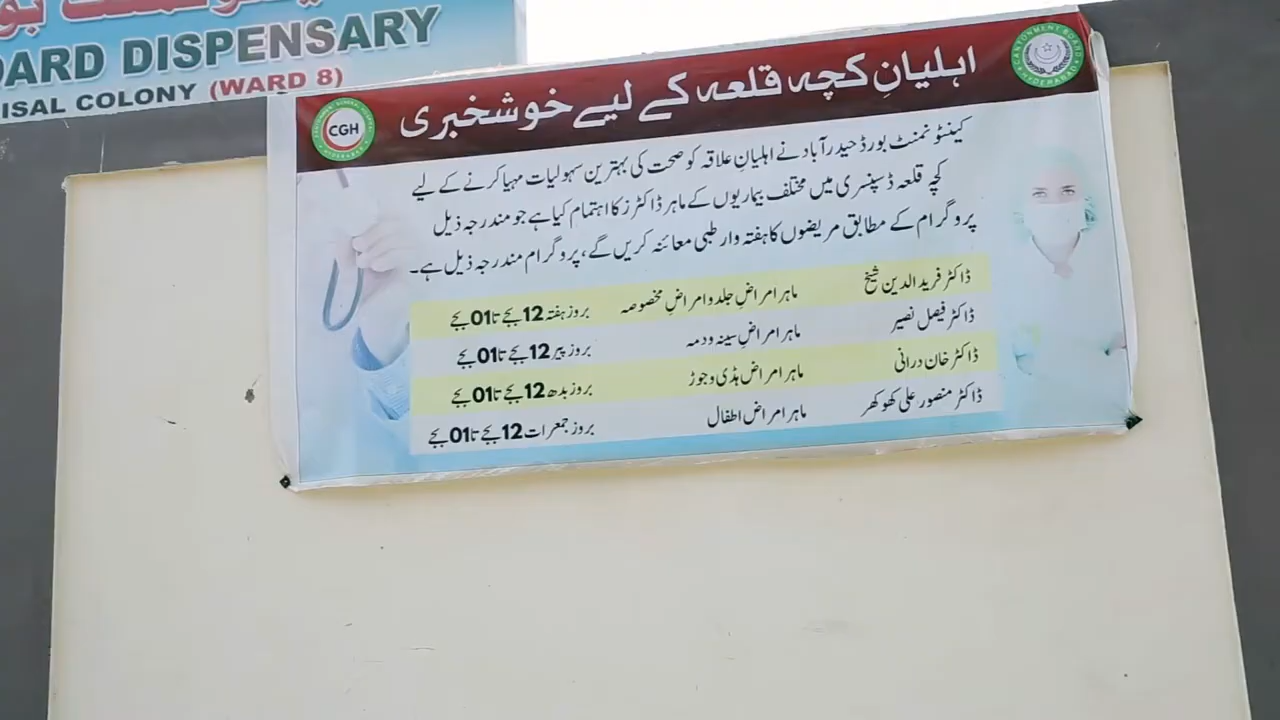 ARD DISPENSARY
ISAL COLONY (WARD 8)
اہلیانِ کچہ قلعہ کے لیے خوشخبری
CGH
CANTONMENT BOARD HYDERABAD
کینٹونمنٹ بورڈ حیدرآباد نے اہلیانِ علاقہ کو صحت کی بہترین سہولیات مہیا کرنے کے لیے
کچہ قلعہ ڈسپنسری میں مختلف بیماریوں کے ماہر ڈاکٹرز کا اہتمام کیا ہے جو مندرجہ ذیل
پروگرام کے مطابق مریضوں کا ہفتہ وار طبی معائنہ کریں گے، پروگرام مندرجہ ذیل ہے۔
ڈاکٹر فرید الدین شیخ ماہر امراضِ جلد و امراضِ مخصوصہ بروز ہفتہ 12 بجے تا 01 بجے
ڈاکٹر فیصل نصیر ماہر امراضِ سینہ و دمہ بروز پیر 12 بجے تا 01 بجے
ڈاکٹر خان درانی ماہر امراض ہڈی و جوڑ بروز بدھ 12 بجے تا 01 بجے
ڈاکٹر منصور علی کھوکھر ماہر امراض اطفال بروز جمعرات 12 بجے تا 01 بجے